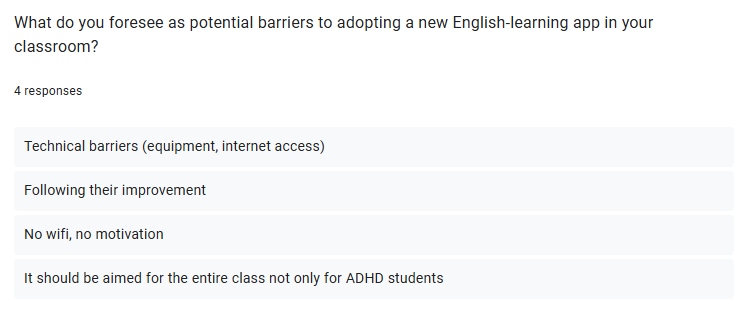 What do you foresee as potential barriers to adopting a new English-learning app in your
classroom?
4 responses
Technical barriers (equipment, internet access)
Following their improvement
No wifi, no motivation
It should be aimed for the entire class not only for ADHD students